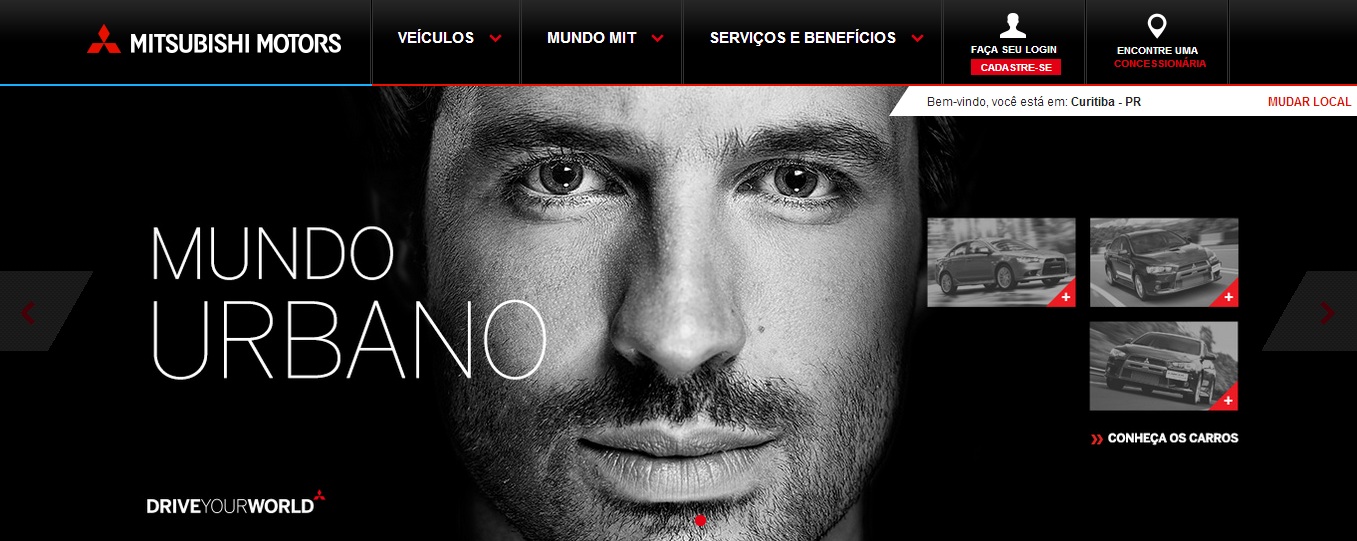 MITSUBISHI MOTORS
VEÍCULOS
MUNDO MIT
SERVIÇOS E BENEFÍCIOS
FAÇA SEU LOGIN
CADASTRE-SE
ENCONTRE UMA
CONCESSIONÁRIA
Bem-vindo, você está em: Curitiba - PR
MUDAR LOCAL
MUNDO
URBANO
CONHEÇA OS CARROS
DRIVEYOURWORLD